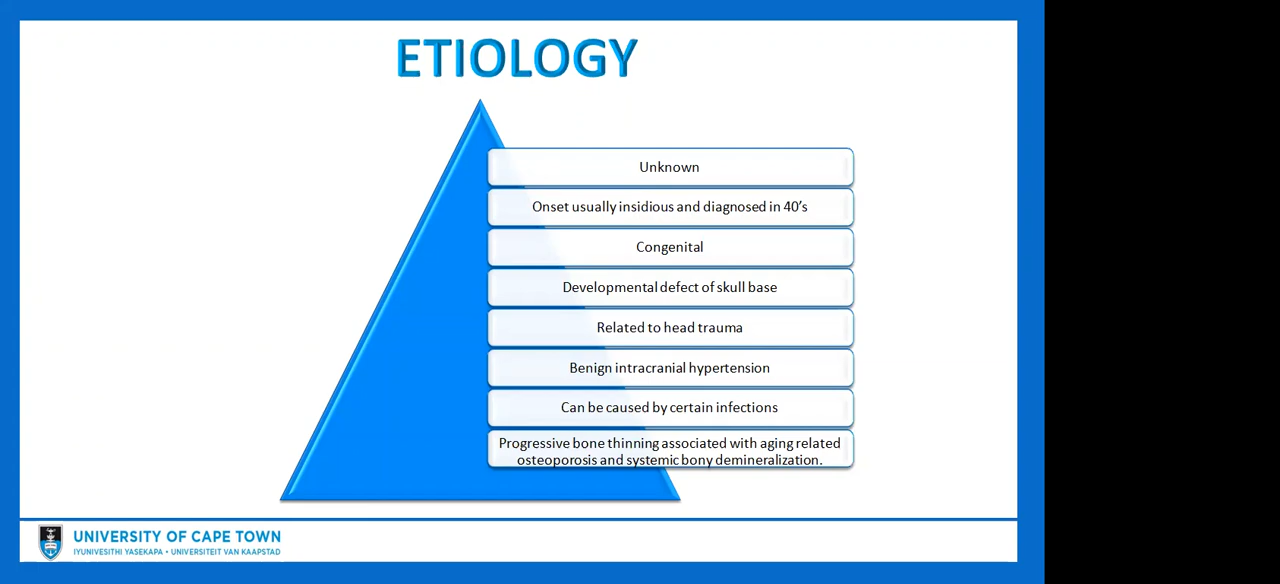 ETIOLOGY
Unknown
Onset usually insidious and diagnosed in 40’s
Congenital
Developmental defect of skull base
Related to head trauma
Benign intracranial hypertension
Can be caused by certain infections
Progressive bone thinning associated with aging related
osteoporosis and systemic bony demineralization.
UNIVERSITY OF CAPE TOWN
IYUNIVESITHI YASEKAPA • UNIVERSITEIT VAN KAAPSTAD